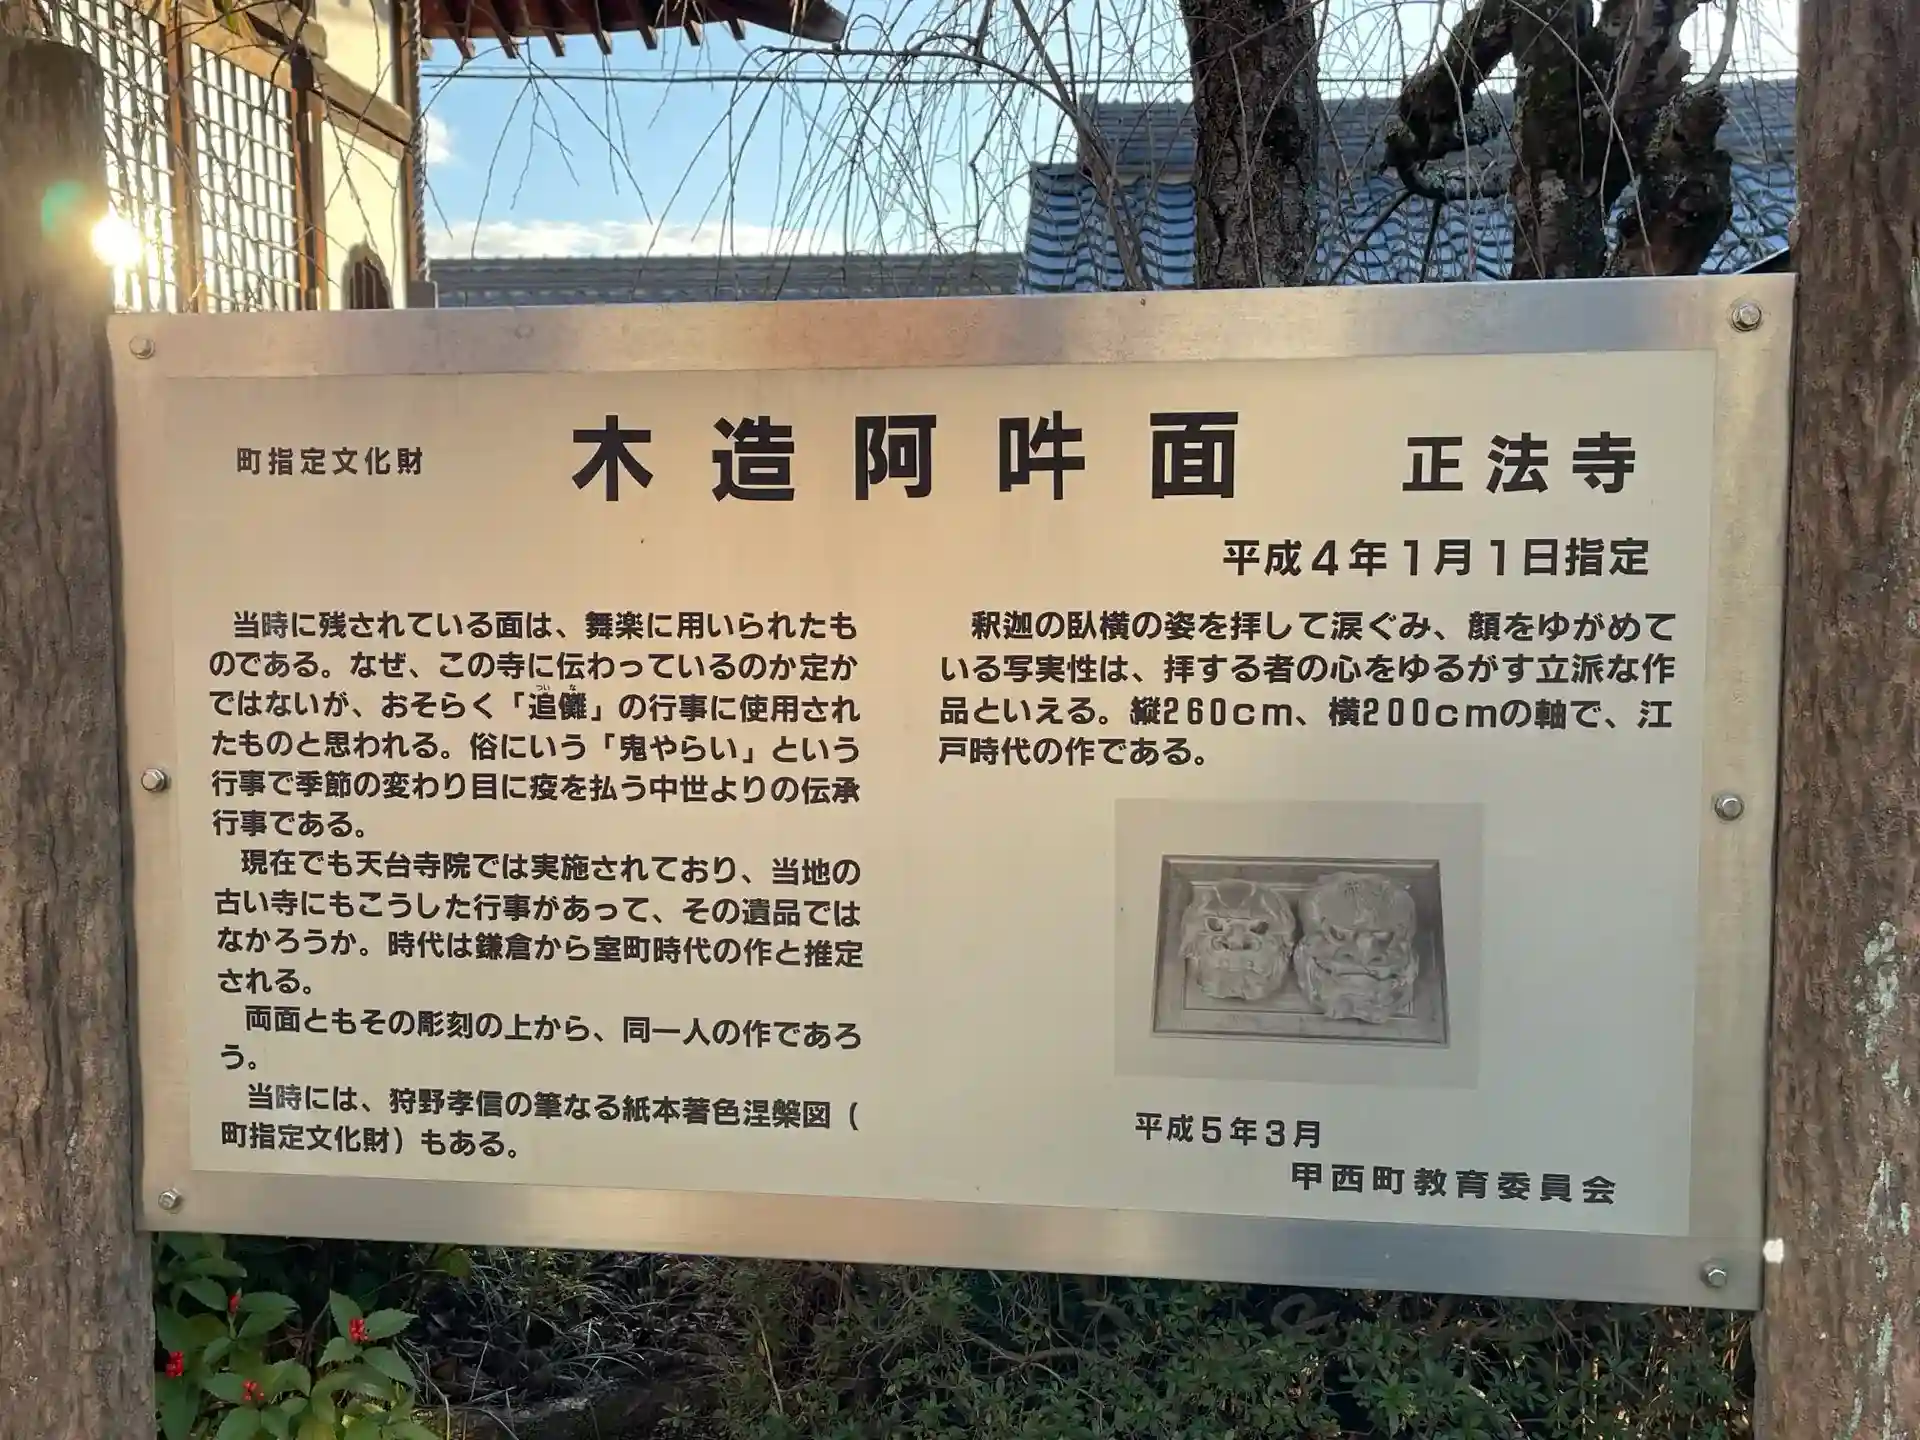 町指定文化財 木造阿吽面 正法寺
平成4年1月1日指定
当時に残されている面は、舞楽に用いられたも
のである。なぜ、この寺に伝わっているのか定か
ではないが、おそらく「追儺」の行事に使用され
ついな
たものと思われる。俗にいう「鬼やらい」という
行事で季節の変わり目に疫を払う中世よりの伝承
行事である。
現在でも天台寺院では実施されており、当地の
古い寺にもこうした行事があって、その遺品では
なかろうか。時代は鎌倉から室町時代の作と推定
される。
両面ともその彫刻の上から、同一人の作であろ
う。
当時には、狩野孝信の筆なる紙本著色涅槃図(
町指定文化財)もある。
釈迦の臥横の姿を拝して涙ぐみ、顔をゆがめて
いる写実性は、拝する者の心をゆるがす立派な作
品といえる。縦260cm、横200cmの軸で、江
戸時代の作である。
平成5年3月
甲西町教育委員会